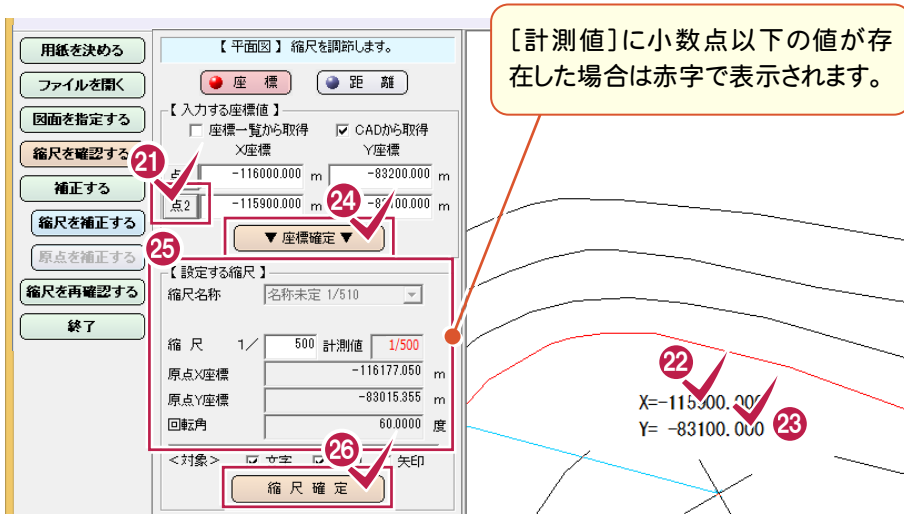 [計測値]に小数点以下の値が存
在した場合は赤字で表示されます。
用紙を決める
ファイルを開く
図面を指定する
縮尺を確認する
補正する
縮尺を補正する
原点を補正する
縮尺を再確認する
終了
【 平面図 】 縮尺を調節します。
座 標
距 離
【 入力する座標値 】
座標一覧から取得 CADから取得
X座標 Y座標
-116000.000 m -83200.000 m
点2 -115900.000 m -83100.000 m
▼ 座標確定 ▼
【 設定する縮尺 】
縮尺名称 名称未定 1/510
縮 尺 1/ 500 計測値 1/500
原点X座標 -116177.050 m
原点Y座標 -83015.355 m
回転角 60.0000 度
<対象> 文字 矢印
縮 尺 確 定
21
24
25
26
22
23
X=-115900.000
Y= -83100.000